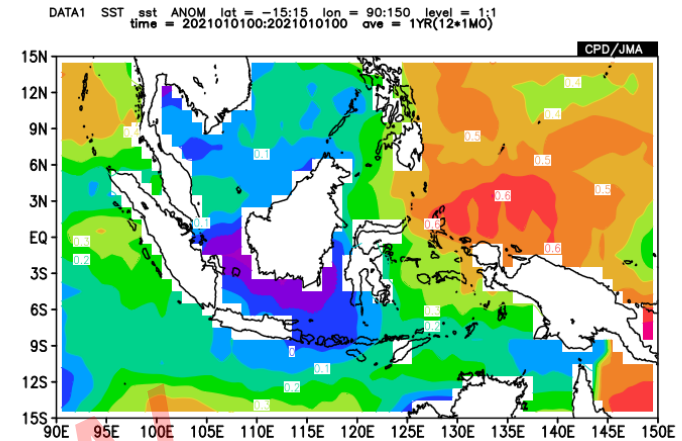 DATA1 SST sst ANOM lat = -15:15 lon = 90:150 level = 1:1
time = 2021010100:2021010100 ave = 1YR(12*1MO)
CPD/JMA
15N
12N
9N
6N
3N
EQ
3S
6S
9S
12S
15S
90E 95E 100E 105E 110E 115E 120E 125E 130E 135E 140E 145E 150E
0.4
0.4
0.5
0.1
0.5
0.5
0.6
0.1
0.6
0.3
0.6
0.2
0.3
0.2
0
0.1
0.2
0.3